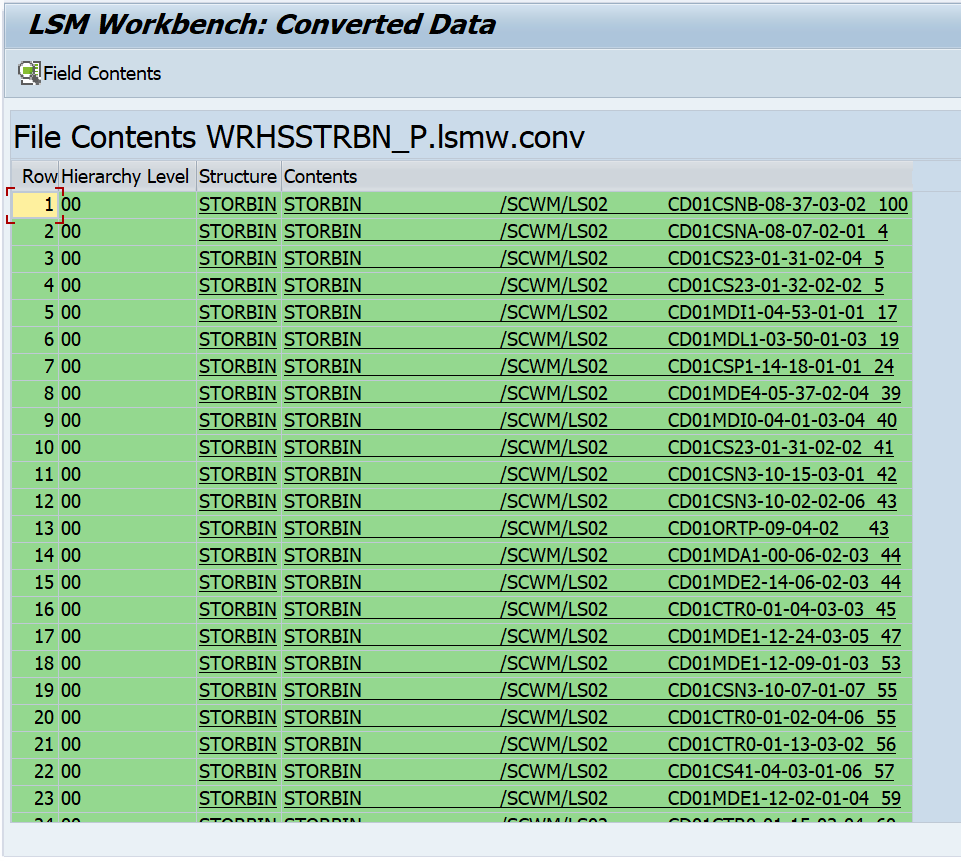 LSM Workbench: Converted Data
Field Contents
File Contents WRHSSTRBN_P.lsmw.conv
Row Hierarchy Level Structure Contents
1 00 STORBIN STORBIN /SCWM/LS02 CD01CSNB-08-37-03-02 100
2 00 STORBIN STORBIN /SCWM/LS02 CD01CSNA-08-07-02-01 4
3 00 STORBIN STORBIN /SCWM/LS02 CD01CS23-01-31-02-04 5
4 00 STORBIN STORBIN /SCWM/LS02 CD01CS23-01-32-02-02 5
5 00 STORBIN STORBIN /SCWM/LS02 CD01MDI1-04-53-01-01 17
6 00 STORBIN STORBIN /SCWM/LS02 CD01MDL1-03-50-01-03 19
7 00 STORBIN STORBIN /SCWM/LS02 CD01CSP1-14-18-01-01 24
8 00 STORBIN STORBIN /SCWM/LS02 CD01MDE4-05-37-02-04 39
9 00 STORBIN STORBIN /SCWM/LS02 CD01MDI0-04-01-03-04 40
10 00 STORBIN STORBIN /SCWM/LS02 CD01CS23-01-31-02-02 41
11 00 STORBIN STORBIN /SCWM/LS02 CD01CSN3-10-15-03-01 42
12 00 STORBIN STORBIN /SCWM/LS02 CD01CSN3-10-02-02-06 43
13 00 STORBIN STORBIN /SCWM/LS02 CD01ORTP-09-04-02 43
14 00 STORBIN STORBIN /SCWM/LS02 CD01MDA1-00-06-02-03 44
15 00 STORBIN STORBIN /SCWM/LS02 CD01MDE2-14-06-02-03 44
16 00 STORBIN STORBIN /SCWM/LS02 CD01CTR0-01-04-03-03 45
17 00 STORBIN STORBIN /SCWM/LS02 CD01MDE1-12-24-03-05 47
18 00 STORBIN STORBIN /SCWM/LS02 CD01MDE1-12-09-01-03 53
19 00 STORBIN STORBIN /SCWM/LS02 CD01CSN3-10-07-01-07 55
20 00 STORBIN STORBIN /SCWM/LS02 CD01CTR0-01-02-04-06 55
21 00 STORBIN STORBIN /SCWM/LS02 CD01CTR0-01-13-03-02 56
22 00 STORBIN STORBIN /SCWM/LS02 CD01CS41-04-03-01-06 57
23 00 STORBIN STORBIN /SCWM/LS02 CD01MDE1-12-02-01-04 59